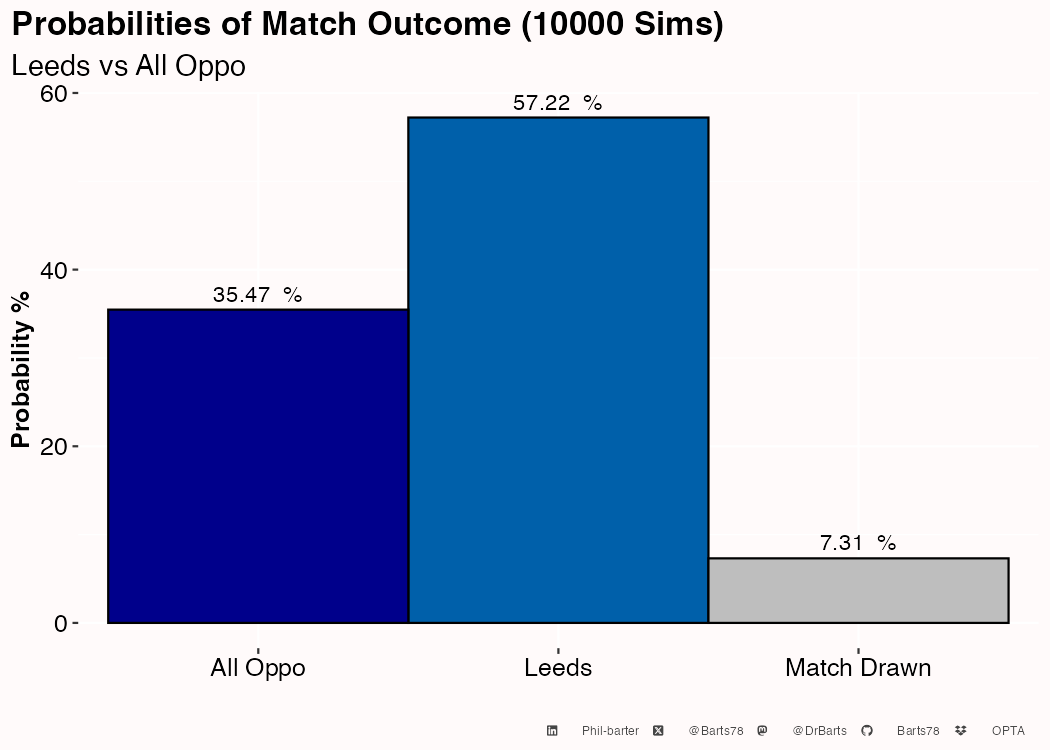 Probabilities of Match Outcome (10000 Sims)
Leeds vs All Oppo
60
57.22 %
40
35.47 %
Probability %
20
7.31 %
0
All Oppo Leeds Match Drawn
Phil-barter @Barts78 @DrBarts Barts78 OPTA